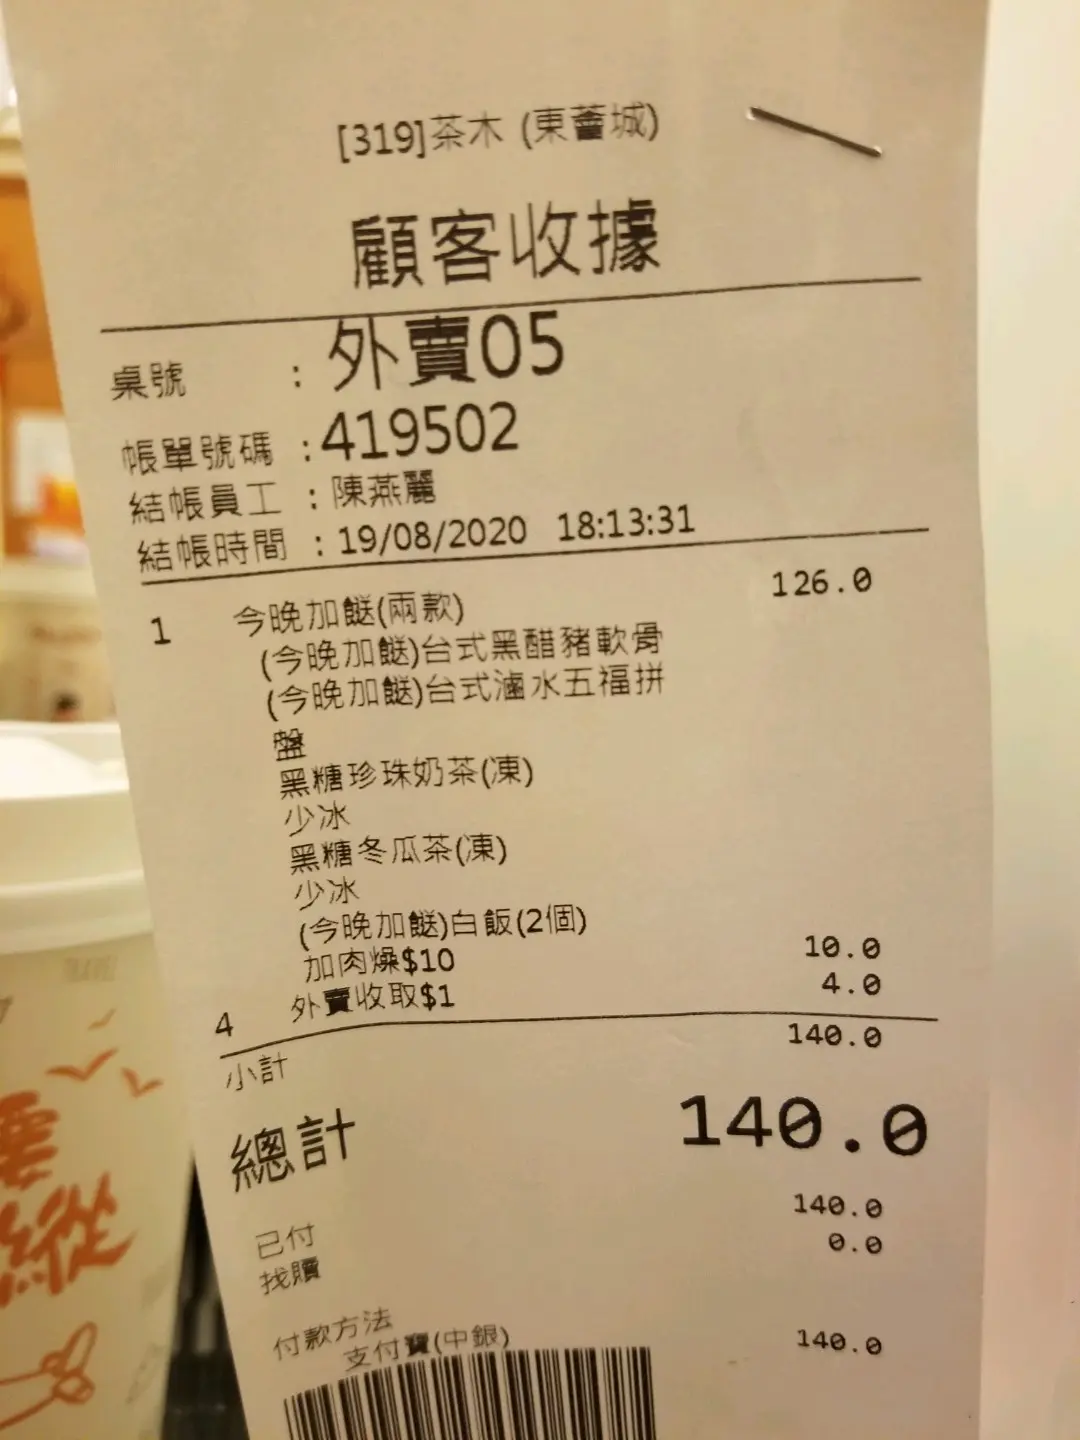 [319]茶木 (東薈城)
顧客收據
桌號 : 外賣05
帳單號碼 : 419502
結帳員工 : 陳燕麗
結帳時間 : 19/08/2020 18:13:31
1 今晚加餸(兩款) 126.0
(今晚加餸)台式黑醋豬軟骨
(今晚加餸)台式滷水五福拼
盤
黑糖珍珠奶茶(凍)
少冰
黑糖冬瓜茶(凍)
少冰
(今晚加餸)白飯(2個)
加肉燥$10 10.0
4 外賣收取$1 4.0
小計 140.0
總計 140.0
已付 140.0
找贖 0.0
付款方法
支付寶(中銀) 140.0
要
縱